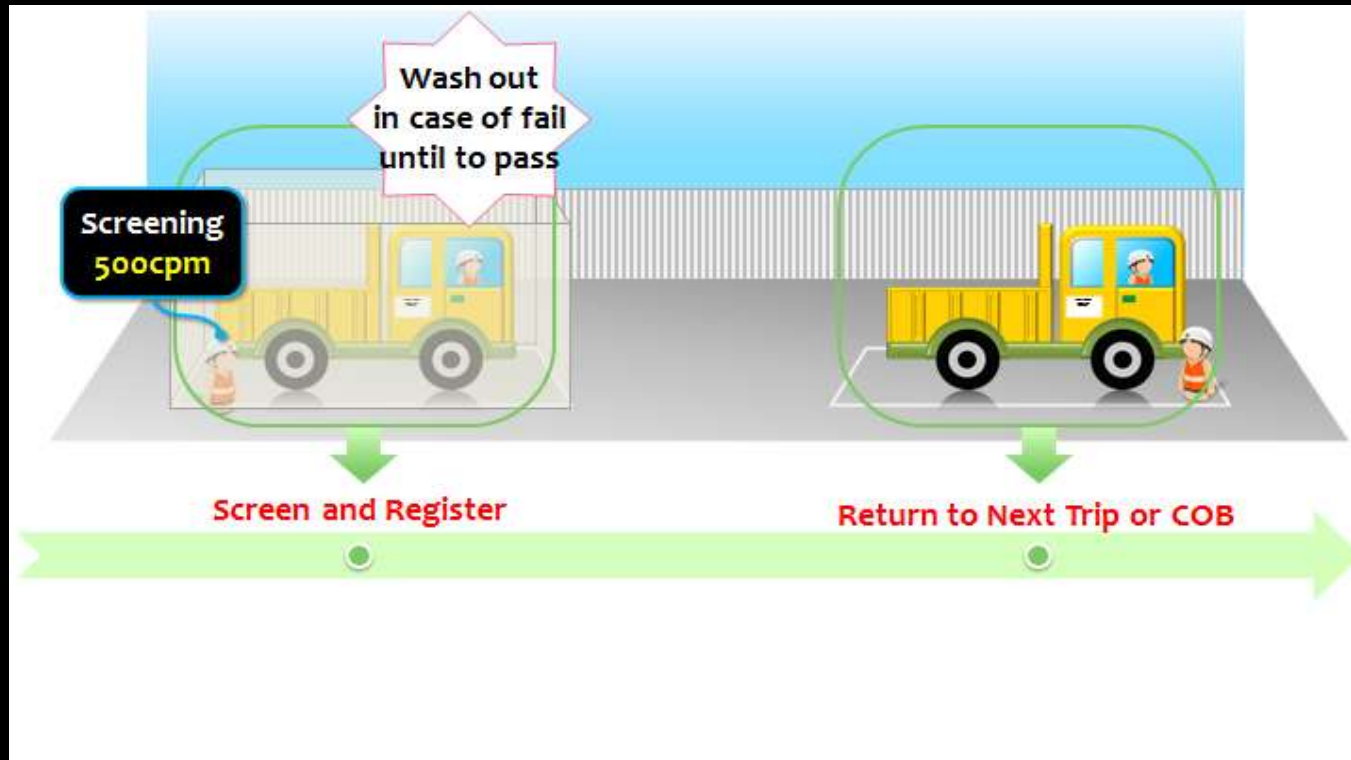 Wash out
in case of fail
until to pass
Screening
500cpm
Screen and Register
Return to Next Trip or COB